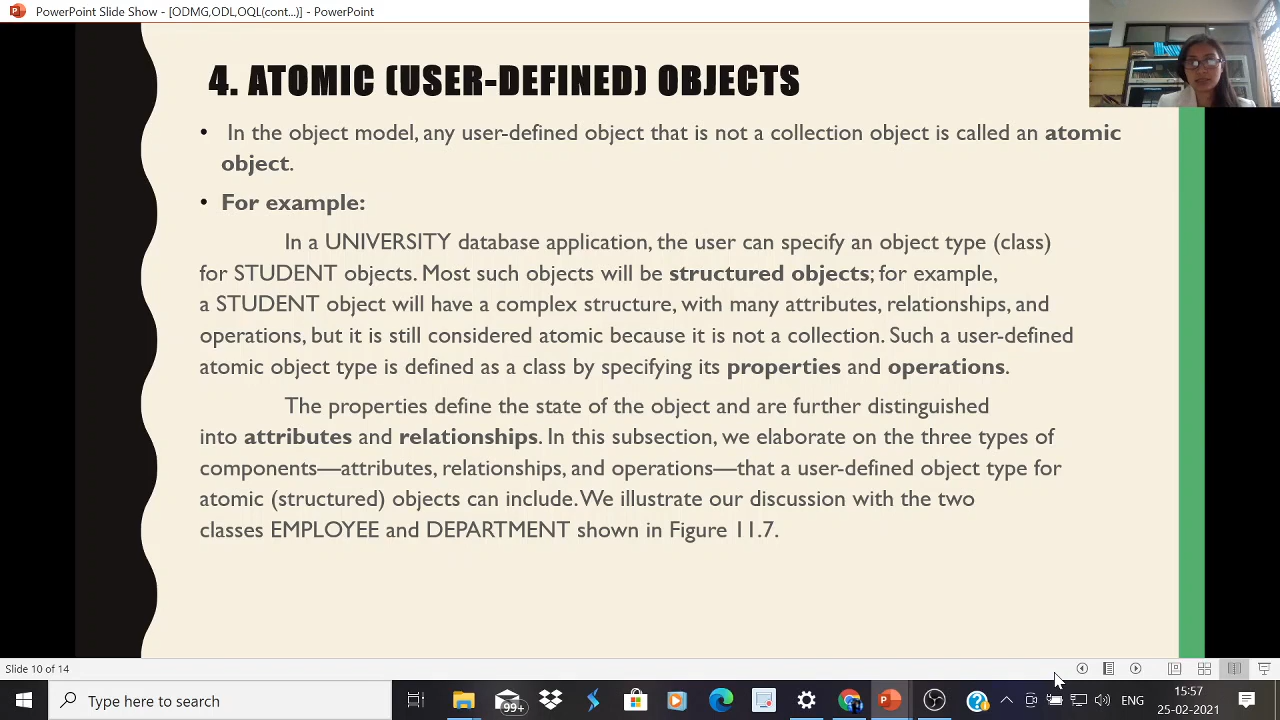 PowerPoint Slide Show - [ODMG,ODL,OQL(cont...)] - PowerPoint
4. ATOMIC (USER-DEFINED) OBJECTS
• In the object model, any user-defined object that is not a collection object is called an atomic
object.
• For example:
In a UNIVERSITY database application, the user can specify an object type (class)
for STUDENT objects. Most such objects will be structured objects; for example,
a STUDENT object will have a complex structure, with many attributes, relationships, and
operations, but it is still considered atomic because it is not a collection. Such a user-defined
atomic object type is defined as a class by specifying its properties and operations.
The properties define the state of the object and are further distinguished
into attributes and relationships. In this subsection, we elaborate on the three types of
components—attributes, relationships, and operations—that a user-defined object type for
atomic (structured) objects can include. We illustrate our discussion with the two
classes EMPLOYEE and DEPARTMENT shown in Figure 11.7.
Slide 10 of 14
Type here to search
99+
ENG
15:57
25-02-2021